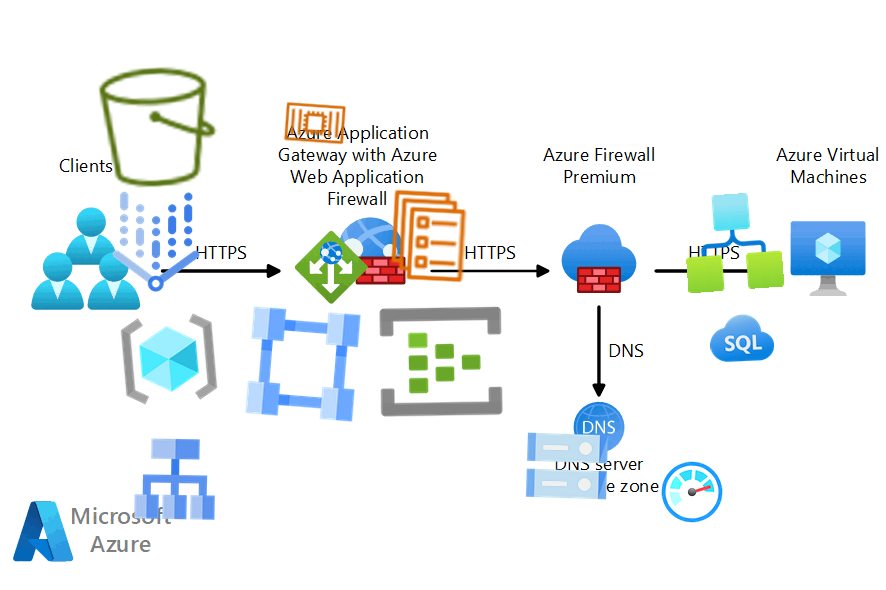 Clients
Azure Application
Gateway with Azure
Web Application
Firewall
Azure Firewall
Premium
Azure Virtual
Machines
HTTPS
HTTPS
HTTPS
SQL
DNS
DNS
DNS server
zone
Microsoft
Azure